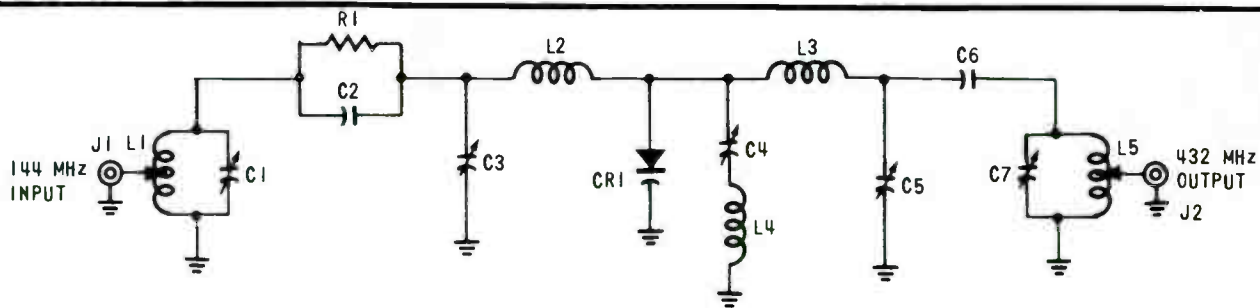 R1
L2
L3
C6
C2
J1 L1
144 MHz
INPUT
C1
C3
CR1
C4
L4
C5
C7
L5
432 MHz
OUTPUT
J2